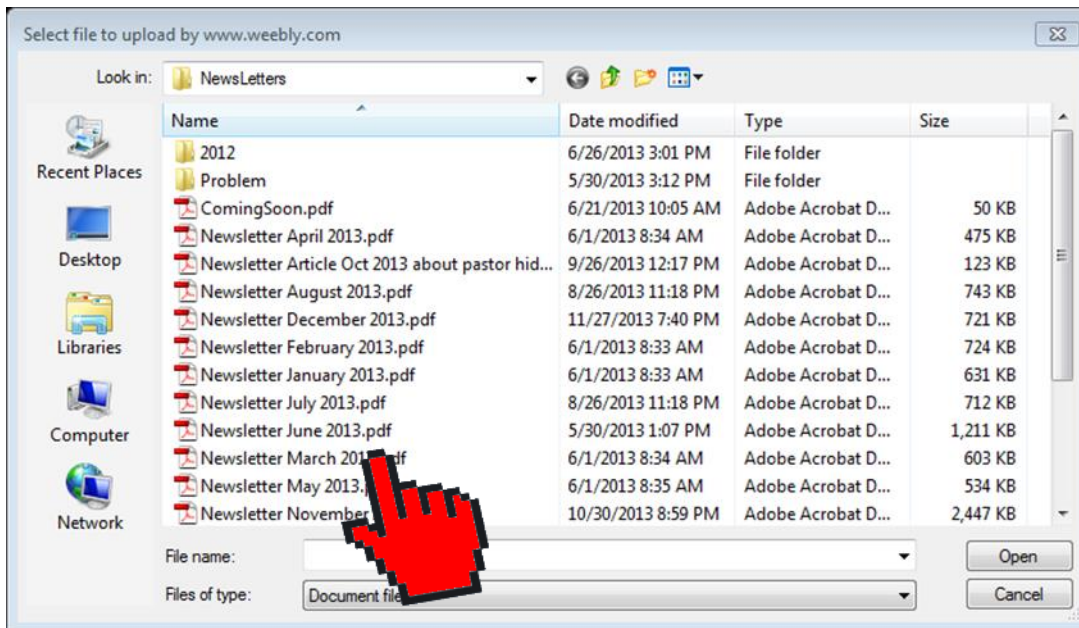 Select file to upload by www.weebly.com
Look in: NewsLetters
Name Date modified Type Size
Recent Places
Desktop
Libraries
Computer
Network
2012 6/26/2013 3:01 PM File folder
Problem 5/30/2013 3:12 PM File folder
ComingSoon.pdf 6/21/2013 10:05 AM Adobe Acrobat D... 50 KB
Newsletter April 2013.pdf 6/1/2013 8:34 AM Adobe Acrobat D... 475 KB
Newsletter Article Oct 2013 about pastor hid... 9/26/2013 12:17 PM Adobe Acrobat D... 123 KB
Newsletter August 2013.pdf 8/26/2013 11:18 PM Adobe Acrobat D... 743 KB
Newsletter December 2013.pdf 11/27/2013 7:40 PM Adobe Acrobat D... 721 KB
Newsletter February 2013.pdf 6/1/2013 8:33 AM Adobe Acrobat D... 724 KB
Newsletter January 2013.pdf 6/1/2013 8:33 AM Adobe Acrobat D... 631 KB
Newsletter July 2013.pdf 8/26/2013 11:18 PM Adobe Acrobat D... 712 KB
Newsletter June 2013.pdf 5/30/2013 1:07 PM Adobe Acrobat D... 1,211 KB
Newsletter March 6/1/2013 8:34 AM Adobe Acrobat D... 603 KB
Newsletter May 2013. 6/1/2013 8:35 AM Adobe Acrobat D... 534 KB
Newsletter November 10/30/2013 8:59 PM Adobe Acrobat D... 2,447 KB
File name: Open
Files of type: Document file Cancel